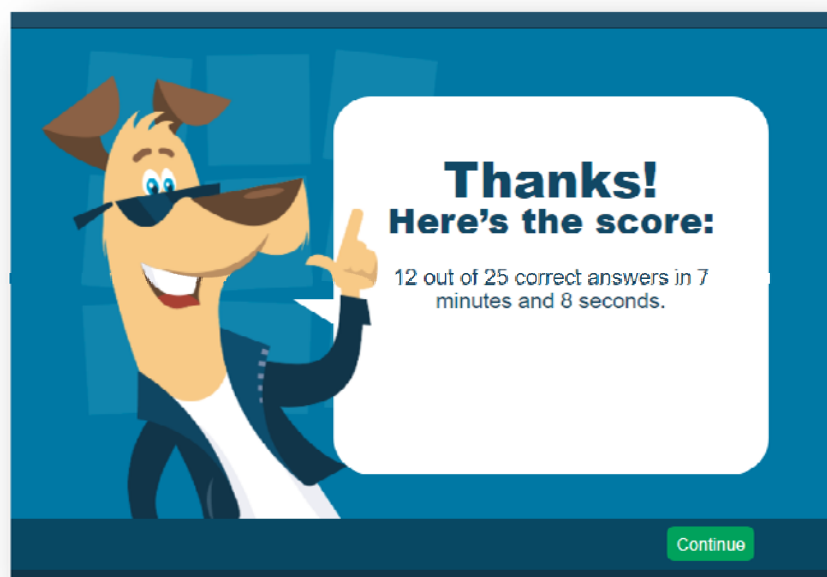 Thanks!
Here’s the score:
12 out of 25 correct answers in 7
minutes and 8 seconds.
Continue